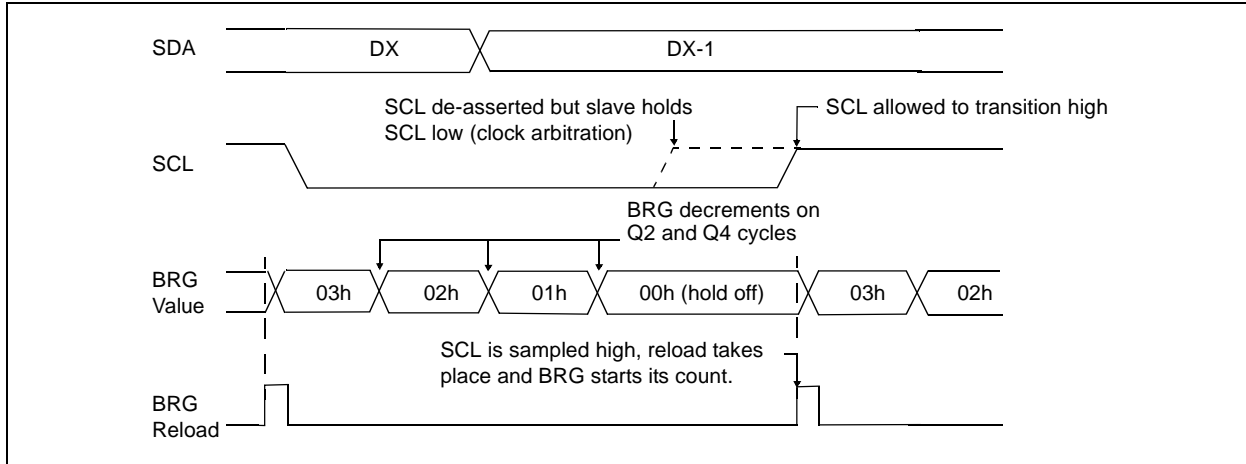 SDA
DX
DX-1
SCL de-asserted but slave holds
SCL low (clock arbitration)
SCL allowed to transition high
SCL
BRG decrements on
Q2 and Q4 cycles
BRG
Value
03h
02h
01h
00h (hold off)
03h
02h
SCL is sampled high, reload takes
place and BRG starts its count.
BRG
Reload